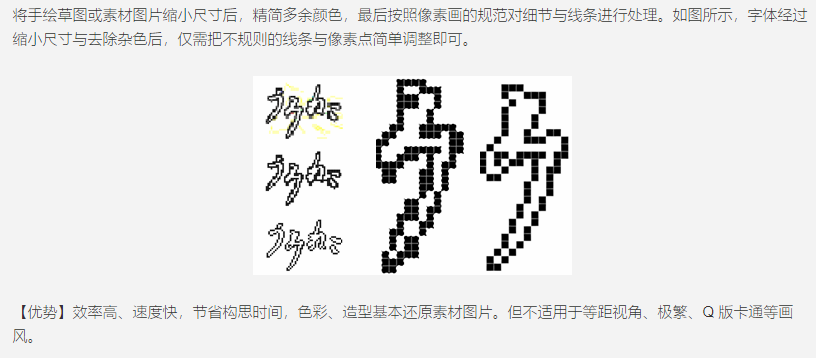 将手绘草图或素材图片缩小尺寸后，精简多余颜色，最后按照像素画的规范对细节与线条进行处理。如图所示，字体经过
缩小尺寸与去除杂色后，仅需把不规则的线条与像素点简单调整即可。
【优势】效率高、速度快，节省构思时间，色彩、造型基本还原素材图片。但不适用于等距视角、极繁、Q 版卡通等画
风。